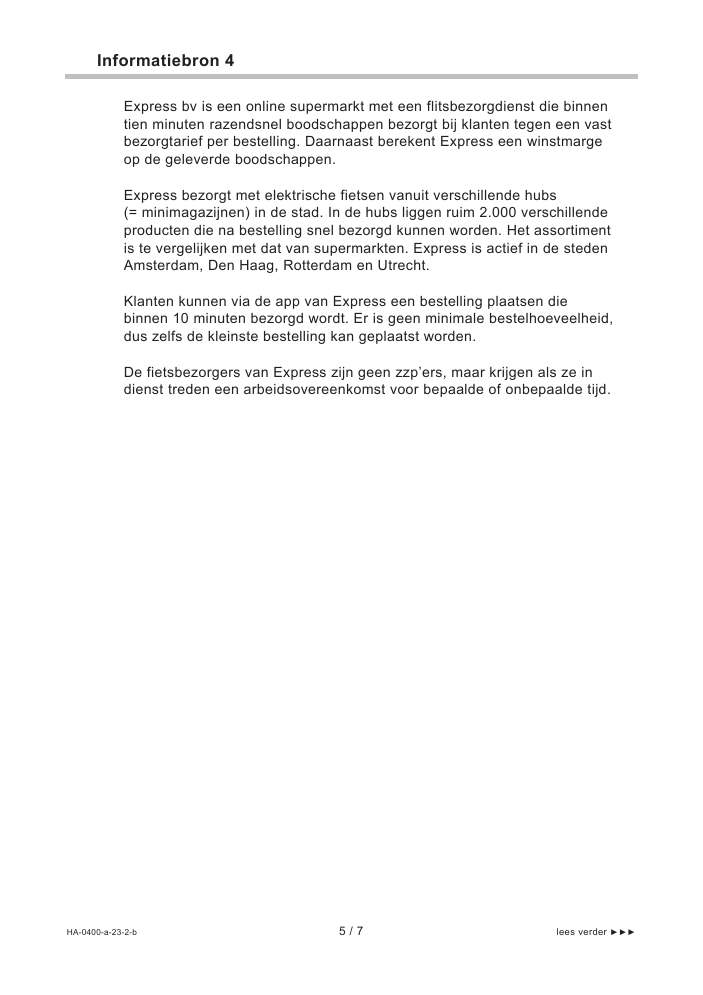 Informatiebron 4
Express bv is een online supermarkt met een flitsbezorgdienst die binnen
tien minuten razendsnel boodschappen bezorgt bij klanten tegen een vast
bezorgtarief per bestelling. Daarnaast berekent Express een winstmarge
op de geleverde boodschappen.
Express bezorgt met elektrische fietsen vanuit verschillende hubs
(= minimagazijnen) in de stad. In de hubs liggen ruim 2.000 verschillende
producten die na bestelling snel bezorgd kunnen worden. Het assortiment
is te vergelijken met dat van supermarkten. Express is actief in de steden
Amsterdam, Den Haag, Rotterdam en Utrecht.
Klanten kunnen via de app van Express een bestelling plaatsen die
binnen 10 minuten bezorgd wordt. Er is geen minimale bestelhoeveelheid,
dus zelfs de kleinste bestelling kan geplaatst worden.
De fietsbezorgers van Express zijn geen zzp’ers, maar krijgen als ze in
dienst treden een arbeidsovereenkomst voor bepaalde of onbepaalde tijd.
HA-0400-a-23-2-b 5 / 7 lees verder ►►►